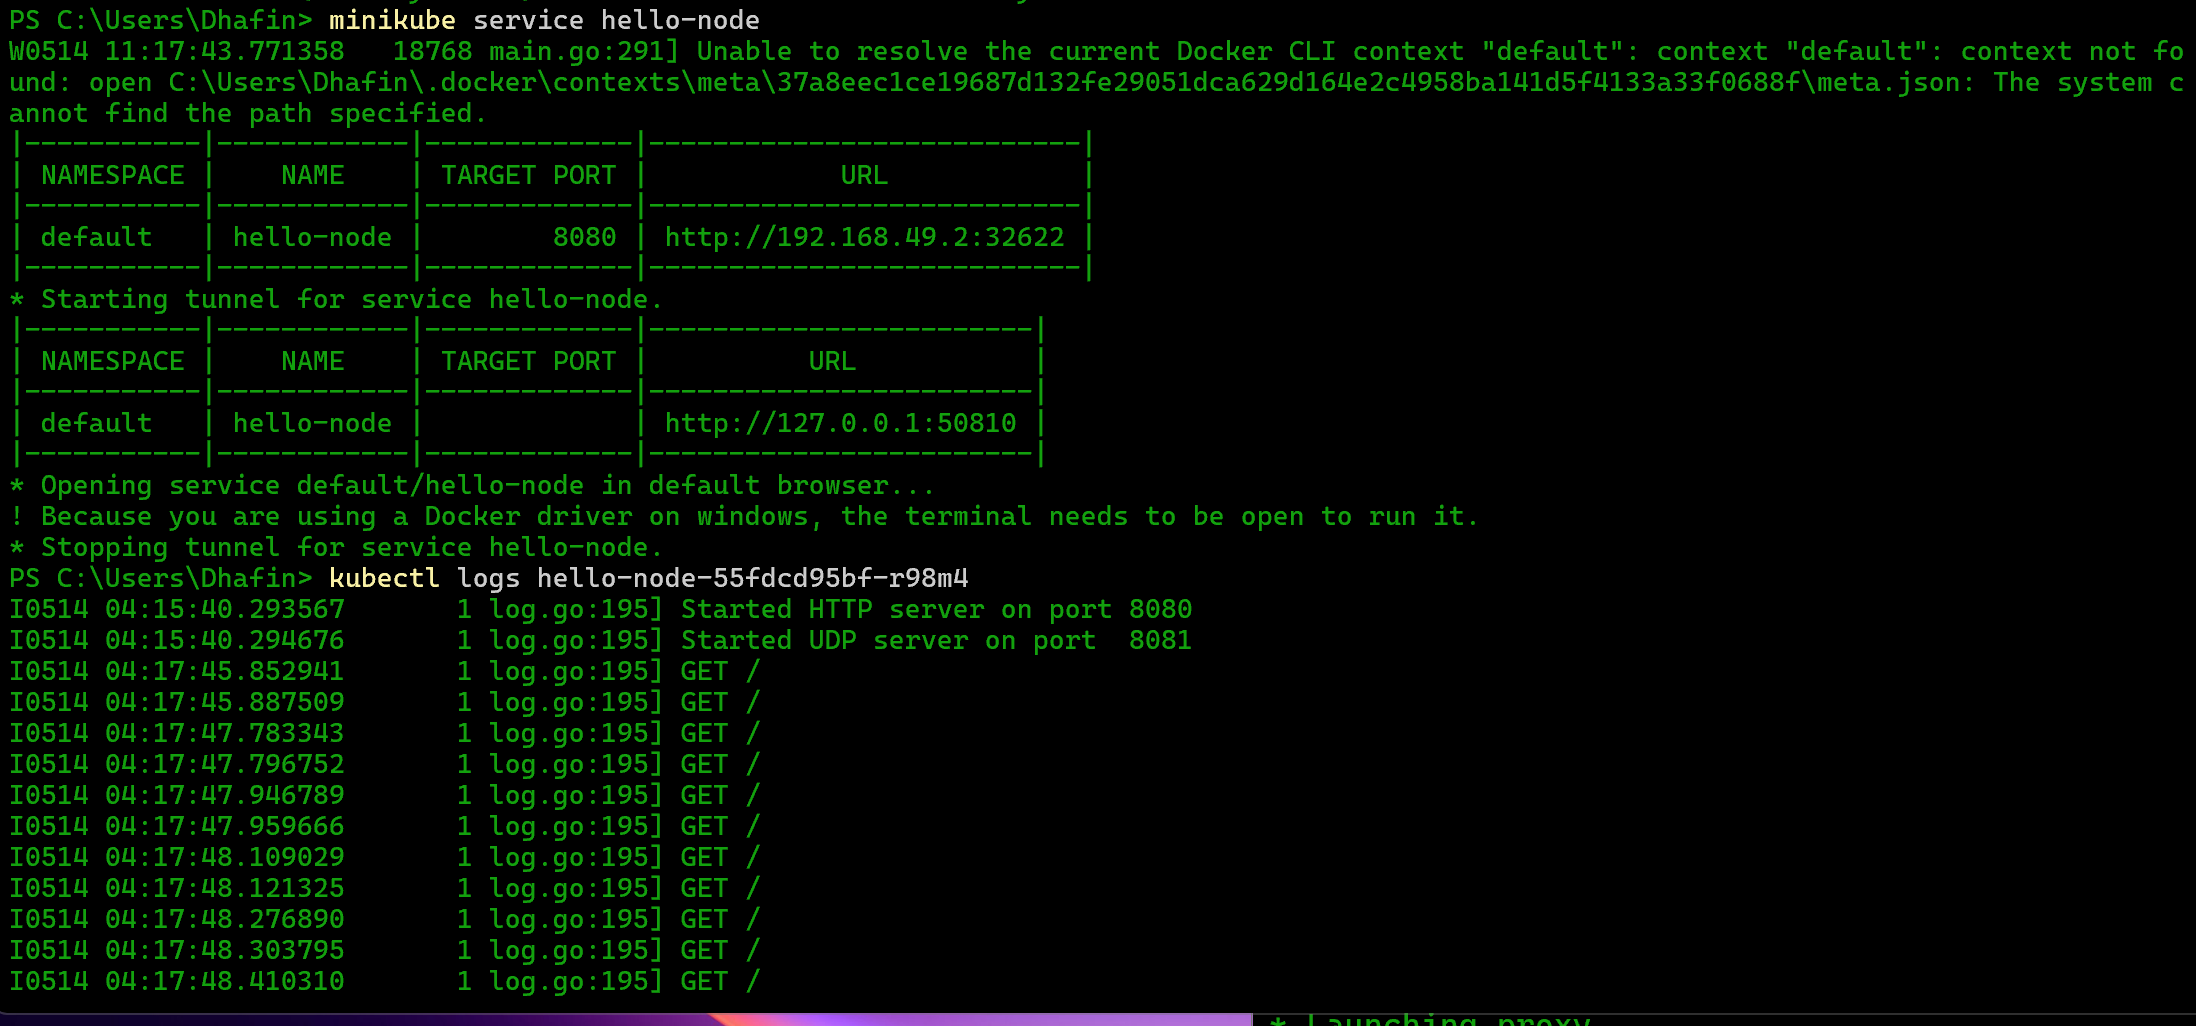 PS C:\Users\Dhafin> minikube service hello-node
W0514 11:17:43.771358   18768 main.go:291] Unable to resolve the current Docker CLI context "default": context "default": context not fo
und: open C:\Users\Dhafin\.docker\contexts\meta\37a8eec1ce19687d132fe29051dca629d164e2c4958ba141d5f4133a33f0688f\meta.json: The system c
annot find the path specified.
|-----------|------------|-------------|---------------------------|
| NAMESPACE |    NAME    | TARGET PORT |            URL            |
|-----------|------------|-------------|---------------------------|
| default   | hello-node |        8080 | http://192.168.49.2:32622 |
|-----------|------------|-------------|---------------------------|
* Starting tunnel for service hello-node.
|-----------|------------|-------------|------------------------|
| NAMESPACE |    NAME    | TARGET PORT |          URL           |
|-----------|------------|-------------|------------------------|
| default   | hello-node |             | http://127.0.0.1:50810 |
|-----------|------------|-------------|------------------------|
* Opening service default/hello-node in default browser...
! Because you are using a Docker driver on windows, the terminal needs to be open to run it.
* Stopping tunnel for service hello-node.
PS C:\Users\Dhafin> kubectl logs hello-node-55fdcd95bf-r98m4
I0514 04:15:40.293567       1 log.go:195] Started HTTP server on port 8080
I0514 04:15:40.294676       1 log.go:195] Started UDP server on port  8081
I0514 04:17:45.852941       1 log.go:195] GET /
I0514 04:17:45.887509       1 log.go:195] GET /
I0514 04:17:47.783343       1 log.go:195] GET /
I0514 04:17:47.796752       1 log.go:195] GET /
I0514 04:17:47.946789       1 log.go:195] GET /
I0514 04:17:47.959666       1 log.go:195] GET /
I0514 04:17:48.109029       1 log.go:195] GET /
I0514 04:17:48.121325       1 log.go:195] GET /
I0514 04:17:48.276890       1 log.go:195] GET /
I0514 04:17:48.303795       1 log.go:195] GET /
I0514 04:17:48.410310       1 log.go:195] GET /
* Launching proxy